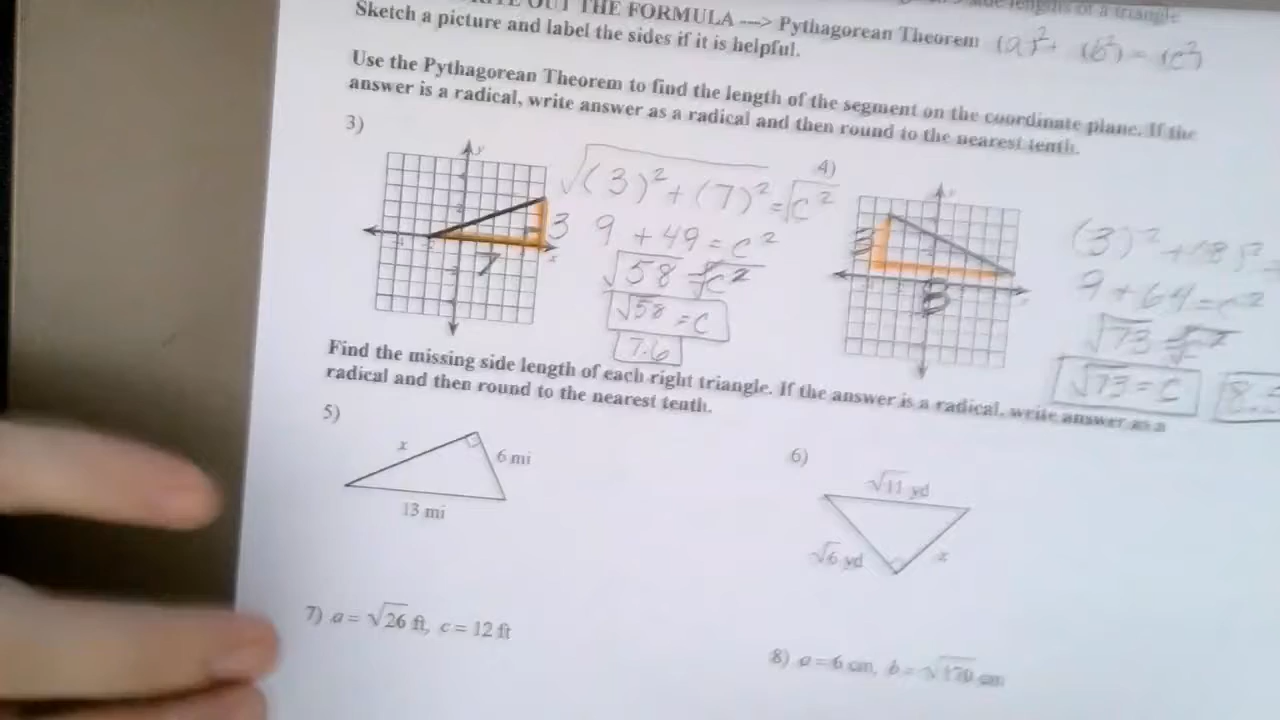 OUT THE FORMULA ---> Pythagorean Theorem (a)² + (b²) = (c²)
Sketch a picture and label the sides if it is helpful.
Use the Pythagorean Theorem to find the length of the segment on the coordinate plane. If the
answer is a radical, write answer as a radical and then round to the nearest tenth.
3)
y
x
3
7
√(3)² + (7)² = √c²
9 + 49 = c²
√58 = √c²
√58 = c
7.6
4)
3
8
(3)² + (8)² =
9 + 64 = c²
√73 = √c²
√73 = c
8.
Find the missing side length of each right triangle. If the answer is a radical, write answer as a
radical and then round to the nearest tenth.
5)
x
6 mi
13 mi
6)
√11 yd
√6 yd
x
7) a = √26 ft, c = 12 ft
8) a = 6 cm, b = √170 cm